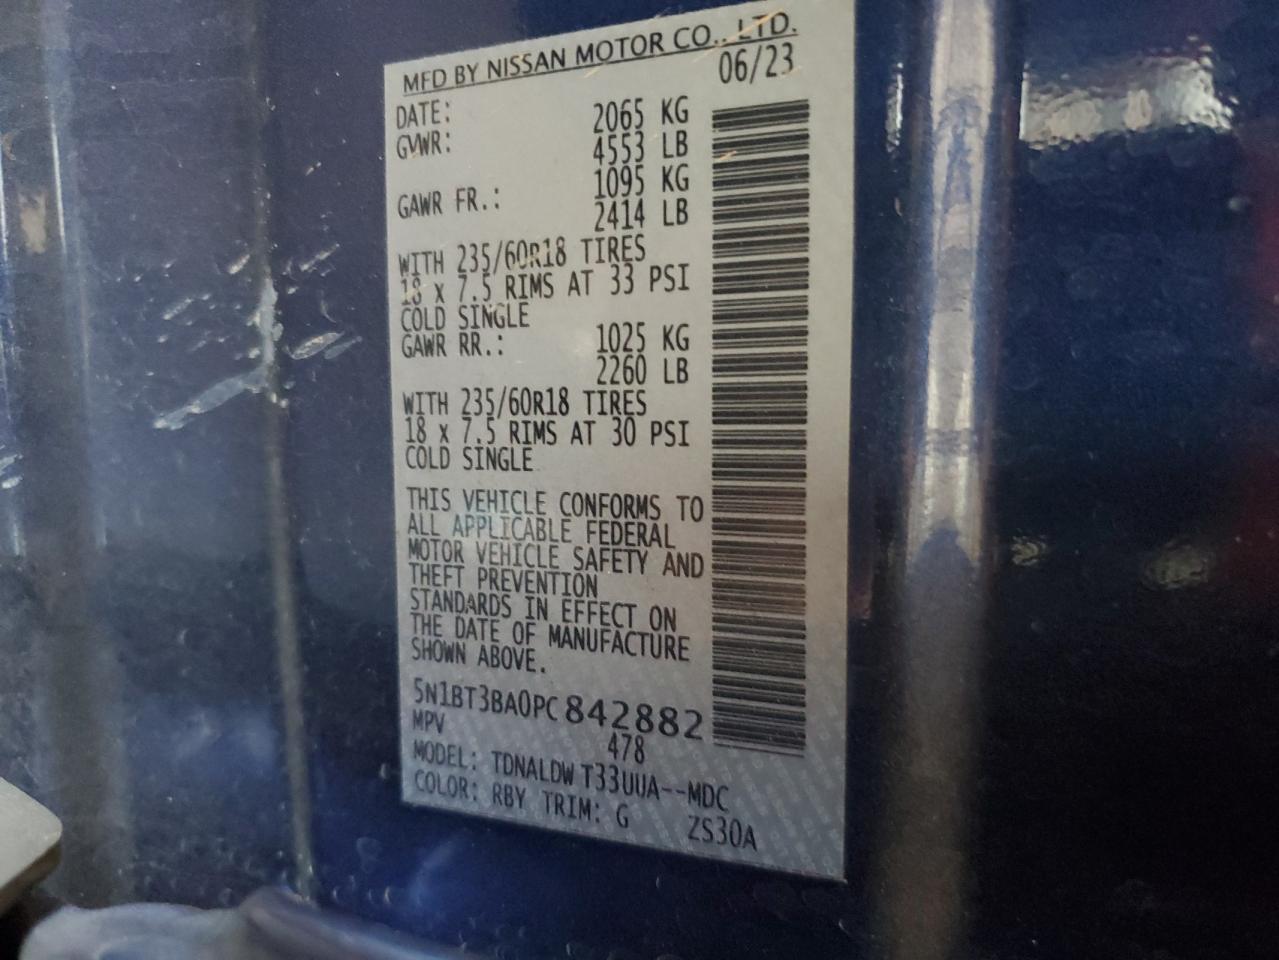 MFD BY NISSAN MOTOR CO., LTD.
DATE: 06/23
GVWR: 2065 KG
4553 LB
GAWR FR.: 1095 KG
2414 LB
WITH 235/60R18 TIRES
18 x 7.5 RIMS AT 33 PSI
COLD SINGLE
GAWR RR.: 1025 KG
2260 LB
WITH 235/60R18 TIRES
18 x 7.5 RIMS AT 30 PSI
COLD SINGLE
THIS VEHICLE CONFORMS TO
ALL APPLICABLE FEDERAL
MOTOR VEHICLE SAFETY AND
THEFT PREVENTION
STANDARDS IN EFFECT ON
THE DATE OF MANUFACTURE
SHOWN ABOVE.
5N1BT3BA0PC842882
MPV 478
MODEL: TDNALDW T33UUA--MDC
COLOR: RBY TRIM: G ZS30A